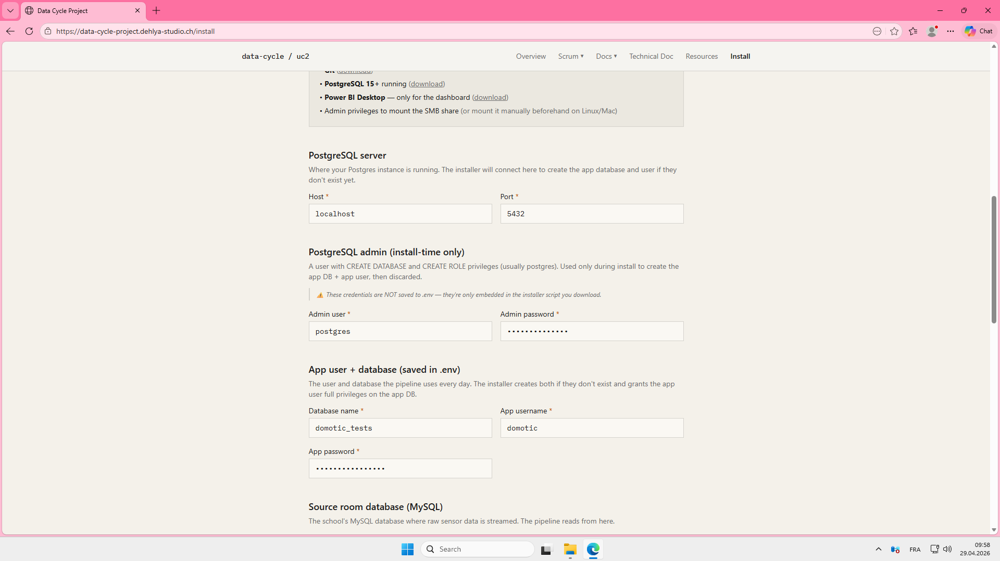 Data Cycle Project
https://data-cycle-project.dehlya-studio.ch/install
Chat
data-cycle / uc2
Overview
Scrum ▾
Docs ▾
Technical Doc
Resources
Install
• Git (download)
• PostgreSQL 15+ running (download)
• Power BI Desktop — only for the dashboard (download)
• Admin privileges to mount the SMB share (or mount it manually beforehand on Linux/Mac)
PostgreSQL server
Where your Postgres instance is running. The installer will connect here to create the app database and user if they
don't exist yet.
Host *
Port *
localhost
5432
PostgreSQL admin (install-time only)
A user with CREATE DATABASE and CREATE ROLE privileges (usually postgres). Used only during install to create the
app DB + app user, then discarded.
⚠ These credentials are NOT saved to .env — they're only embedded in the installer script you download.
Admin user *
Admin password *
postgres
••••••••••••••
App user + database (saved in .env)
The user and database the pipeline uses every day. The installer creates both if they don't exist and grants the app
user full privileges on the app DB.
Database name *
App username *
domotic_tests
domotic
App password *
••••••••••••••••
Source room database (MySQL)
The school's MySQL database where raw sensor data is streamed. The pipeline reads from here.
Search
FRA
09:58
29.04.2026